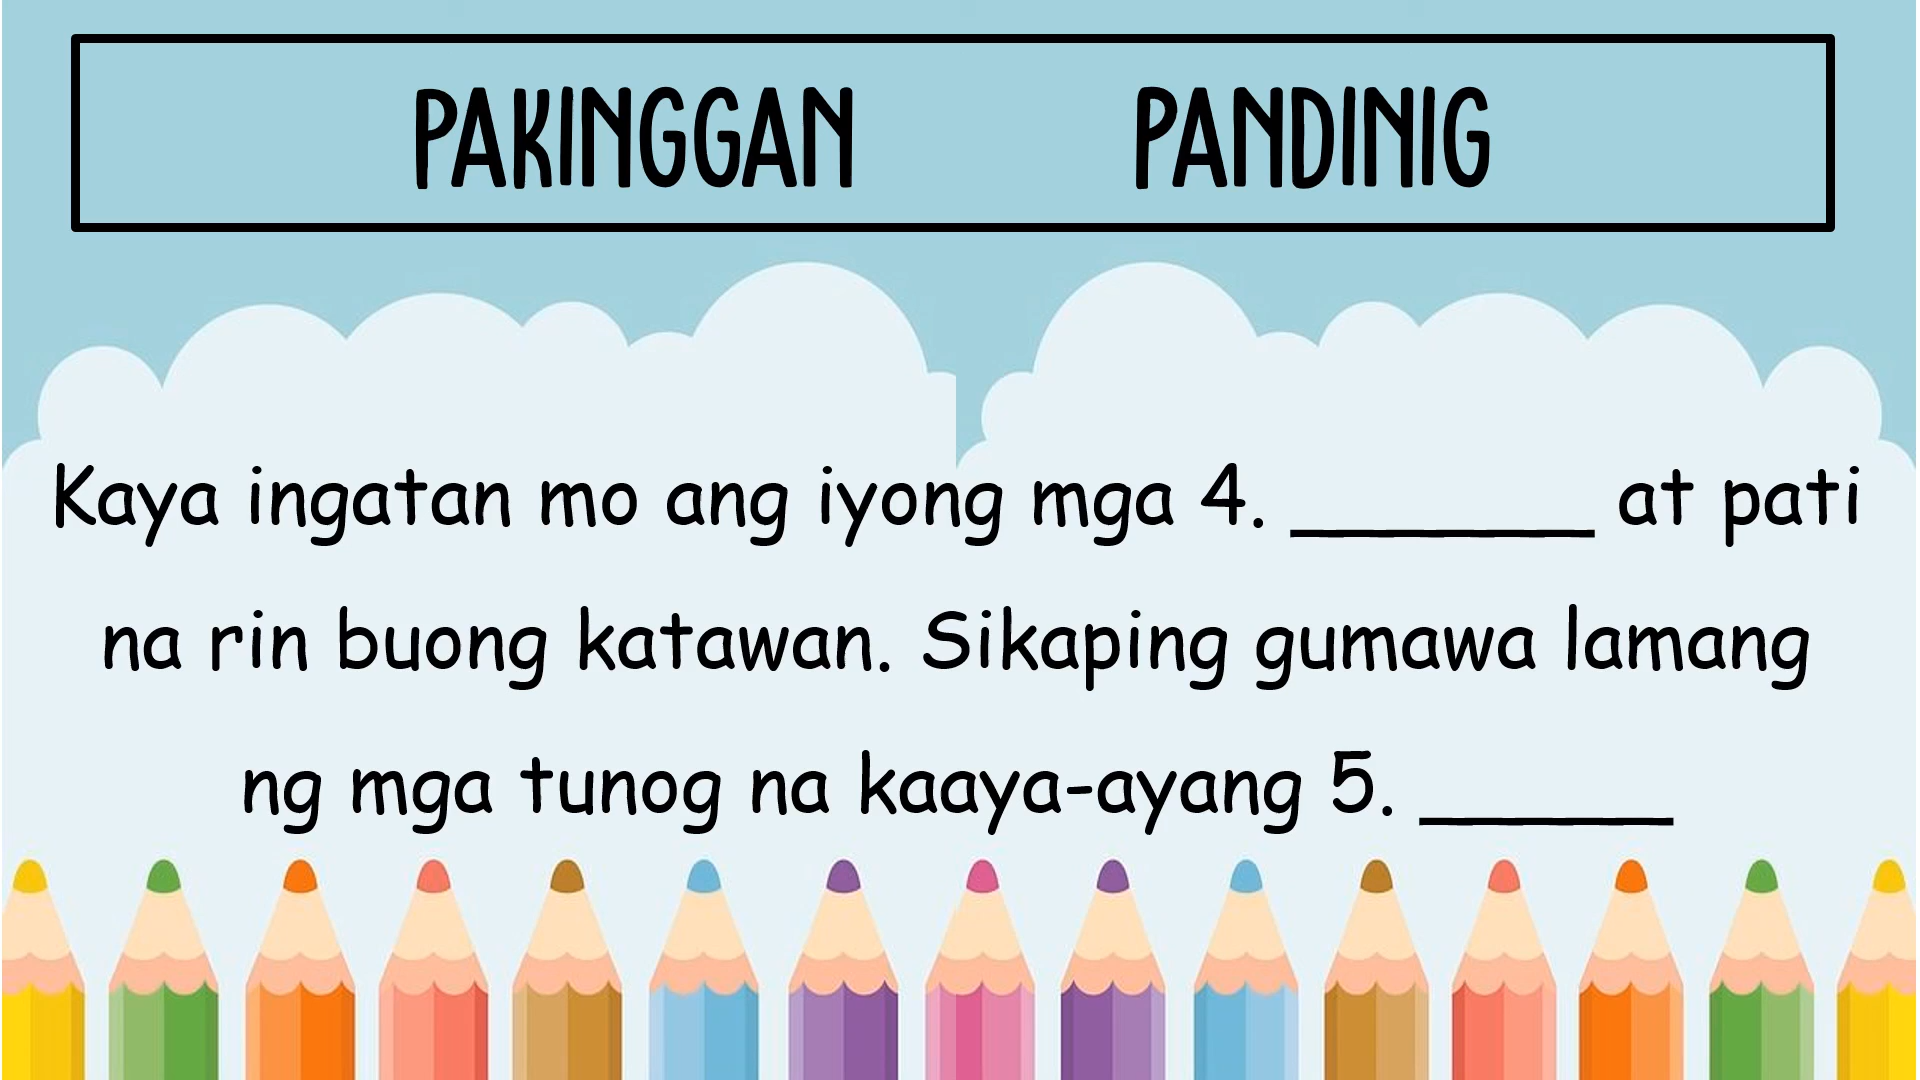 PAKINGGAN PANDINIG
Kaya ingatan mo ang iyong mga 4. ______ at pati
na rin buong katawan. Sikaping gumawa lamang
ng mga tunog na kaaya-ayang 5. _____